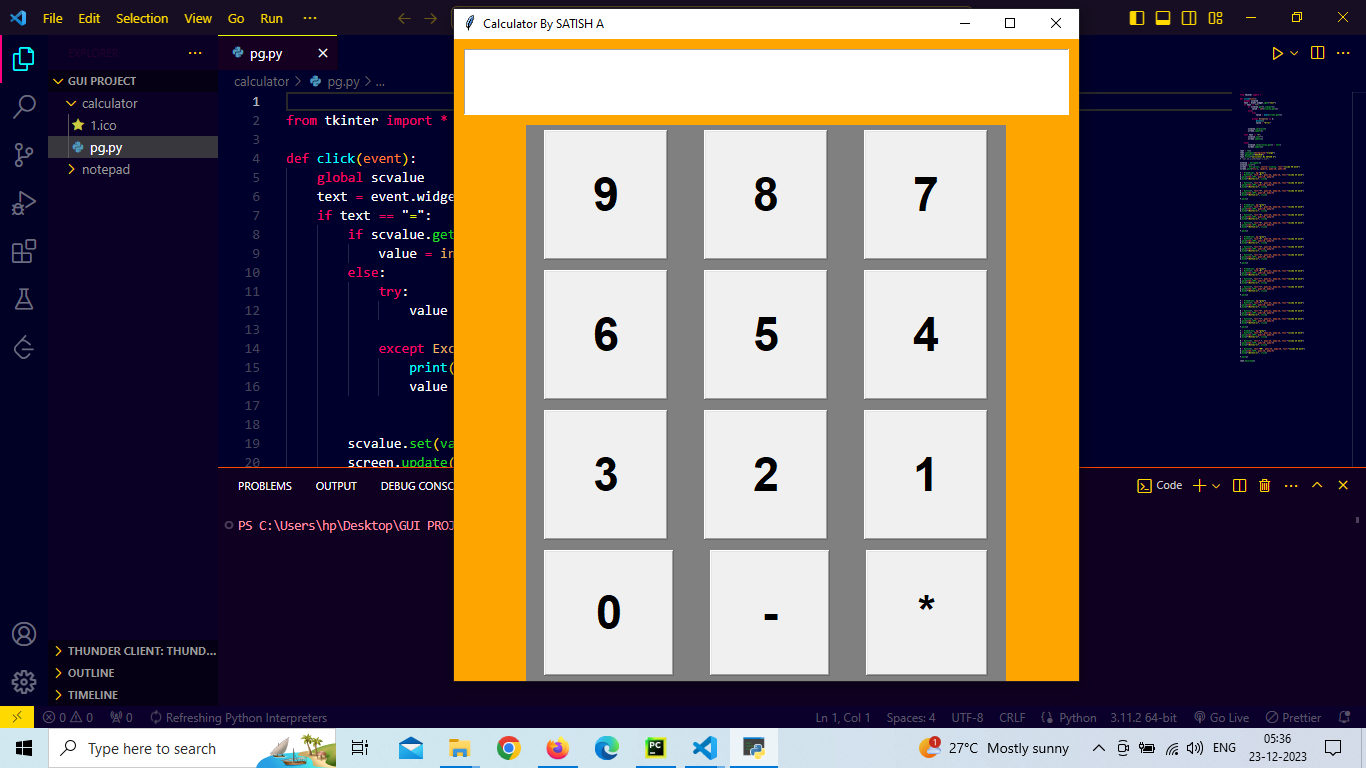 File Edit Selection View Go Run ···
Calculator By SATISH A
EXPLORER ···
pg.py
GUI PROJECT
calculator
1.ico
pg.py
notepad
calculator > pg.py > ...
1
2 from tkinter import *
3
4 def click(event):
5 global scvalue
6 text = event.widge
7 if text == "=":
8 if scvalue.get
9 value = in
10 else:
11 try:
12 value
13
14 except Exc
15 print(
16 value
17
18
19 scvalue.set(va
20 screen.update(
9 8 7
6 5 4
3 2 1
0 - *
PROBLEMS OUTPUT DEBUG CONSO
Code
PS C:\Users\hp\Desktop\GUI PROJ
THUNDER CLIENT: THUND...
OUTLINE
TIMELINE
0 0 0 Refreshing Python Interpreters
Ln 1, Col 1 Spaces: 4 UTF-8 CRLF Python 3.11.2 64-bit Go Live Prettier
Type here to search
1 27°C Mostly sunny ENG
05:36
23-12-2023